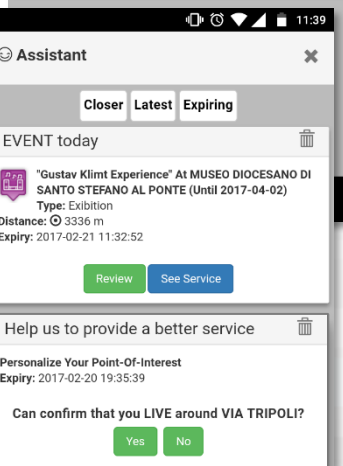 11:39
Assistant
Closer Latest Expiring
EVENT today
"Gustav Klimt Experience" At MUSEO DIOCESANO DI
SANTO STEFANO AL PONTE (Until 2017-04-02)
Type: Exibition
Distance: 3336 m
Expiry: 2017-02-21 11:32:52
Review See Service
Help us to provide a better service
Personalize Your Point-Of-Interest
Expiry: 2017-02-20 19:35:39
Can confirm that you LIVE around VIA TRIPOLI?
Yes No